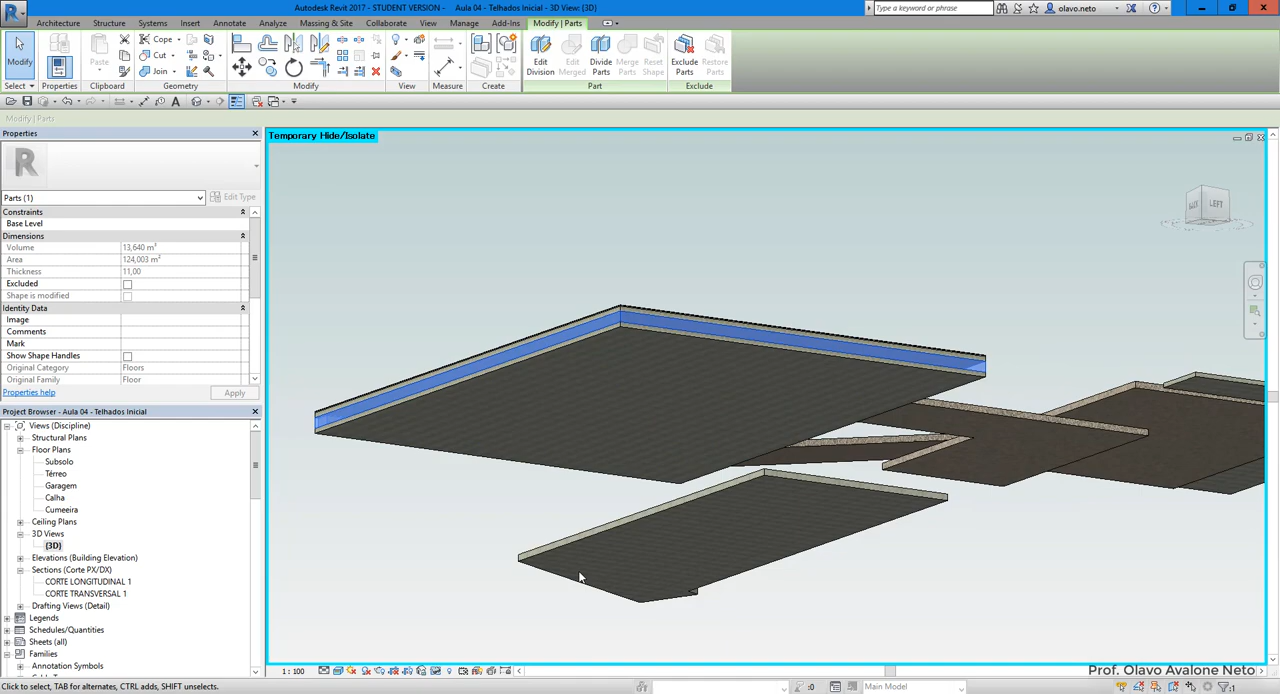 Autodesk Revit 2017 - STUDENT VERSION - Aula 04 - Telhados Inicial - 3D View: {3D}
Type a keyword or phrase
olavo.neto
Architecture Structure Systems Insert Annotate Analyze Massing & Site Collaborate View Manage Add-Ins Modify | Parts
Modify
Paste
Cope
Cut
Join
Edit Division
Edit Merged
Divide Parts
Merge Parts
Reset Shape
Exclude Parts
Restore Parts
Select Properties Clipboard Geometry Modify View Measure Create Part Exclude
Modify | Parts
Properties
Parts (1)
Edit Type
Constraints
Base Level
Dimensions
Volume 13,640 m³
Area 124,003 m²
Thickness 11,00
Excluded
Shape is modified
Identity Data
Image
Comments
Mark
Show Shape Handles
Original Category Floors
Original Family Floor
Properties help
Apply
Project Browser - Aula 04 - Telhados Inicial
Views (Discipline)
Structural Plans
Floor Plans
Subsolo
Térreo
Garagem
Calha
Cumeeira
Ceiling Plans
3D Views
{3D}
Elevations (Building Elevation)
Sections (Corte PX/DX)
CORTE LONGITUDINAL 1
CORTE TRANSVERSAL 1
Drafting Views (Detail)
Legends
Schedules/Quantities
Sheets (all)
Families
Annotation Symbols
Temporary Hide/Isolate
LEFT
1 : 100
Prof. Olavo Avalone Neto
Click to select, TAB for alternates, CTRL adds, SHIFT unselects.
:0
Main Model
:1